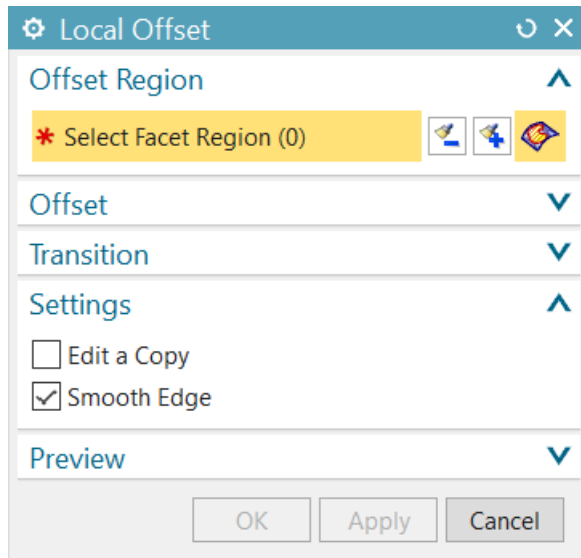 Local Offset
Offset Region
* Select Facet Region (0)
Offset
Transition
Settings
Edit a Copy
Smooth Edge
Preview
OK Apply Cancel